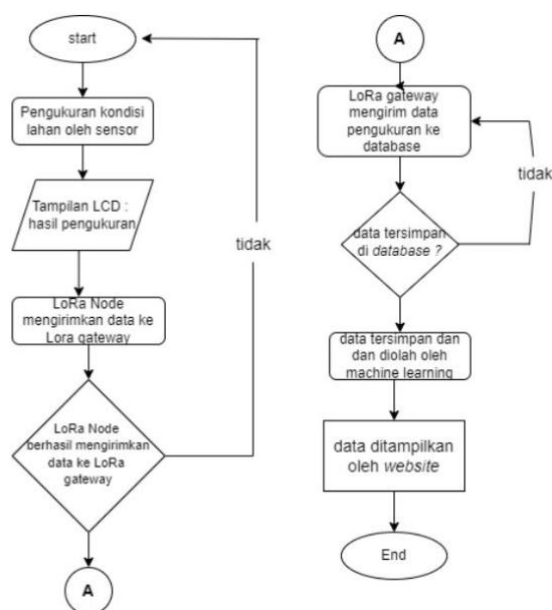 start
Pengukuran kondisi
lahan oleh sensor
Tampilan LCD :
hasil pengukuran
LoRa Node
mengirimkan data ke
Lora gateway
LoRa Node
berhasil mengirimkan
data ke LoRa
gateway
tidak
A
A
LoRa gateway
mengirim data
pengukuran ke
database
tidak
data tersimpan
di database ?
data tersimpan dan
dan diolah oleh
machine learning
data ditampilkan
oleh website
End